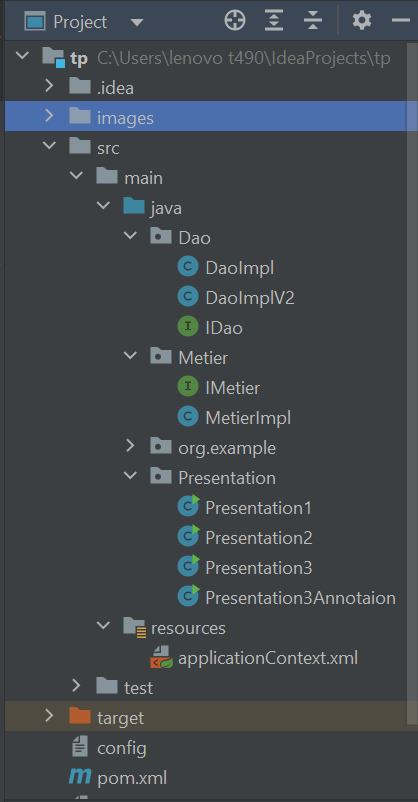 Project
tp C:\Users\lenovo t490\IdeaProjects\tp
.idea
images
src
main
java
Dao
DaoImpl
DaoImplV2
IDao
Metier
IMetier
MetierImpl
org.example
Presentation
Presentation1
Presentation2
Presentation3
Presentation3Annotaion
resources
applicationContext.xml
test
target
config
pom.xml